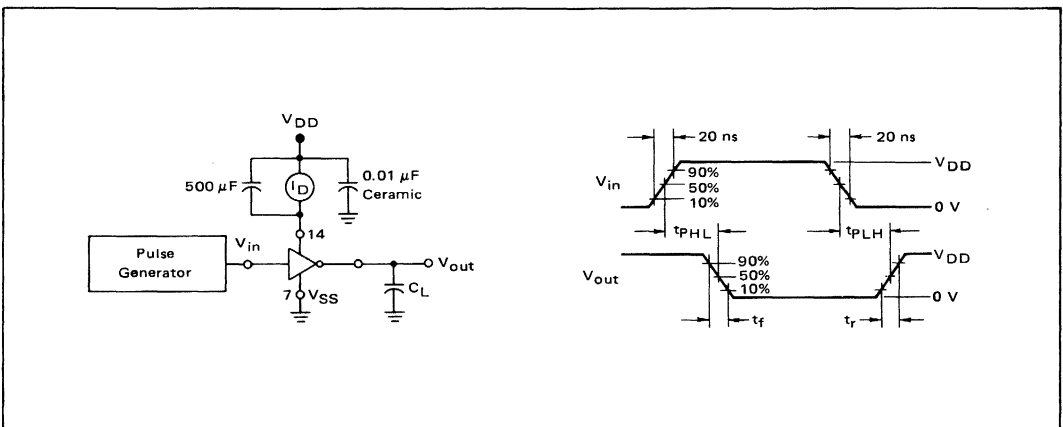 V_DD
500 μF
I_D
0.01 μF
Ceramic
14
Pulse
Generator
V_in
V_out
7
V_SS
C_L
20 ns
20 ns
V_in
90%
50%
10%
V_DD
0 V
t_PHL
t_PLH
V_out
90%
50%
10%
V_DD
0 V
t_f
t_r